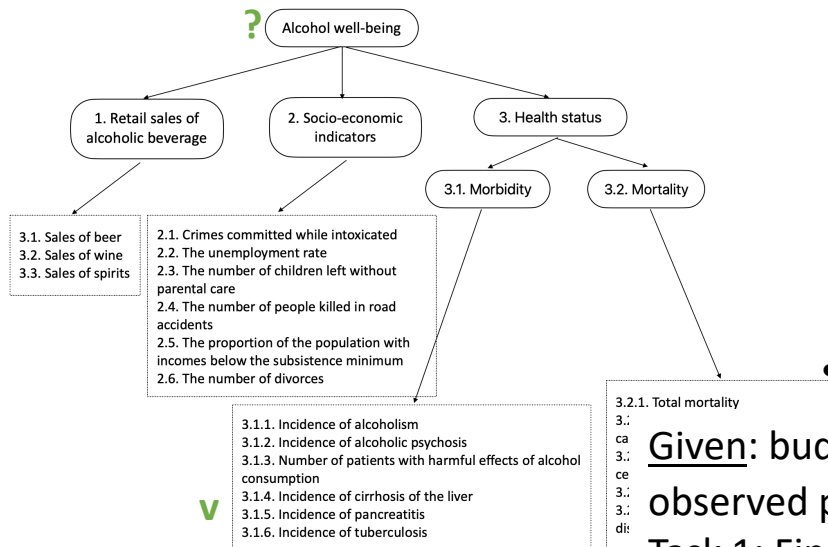 ?
Alcohol well-being
1. Retail sales of
alcoholic beverage
2. Socio-economic
indicators
3. Health status
3.1. Morbidity
3.2. Mortality
3.1. Sales of beer
3.2. Sales of wine
3.3. Sales of spirits
2.1. Crimes committed while intoxicated
2.2. The unemployment rate
2.3. The number of children left without
parental care
2.4. The number of people killed in road
accidents
2.5. The proportion of the population with
incomes below the subsistence minimum
2.6. The number of divorces
3.1.1. Incidence of alcoholism
3.1.2. Incidence of alcoholic psychosis
3.1.3. Number of patients with harmful effects of alcohol
consumption
3.1.4. Incidence of cirrhosis of the liver
3.1.5. Incidence of pancreatitis
3.1.6. Incidence of tuberculosis
v
3.2.1. Total mortality
Given:
observed